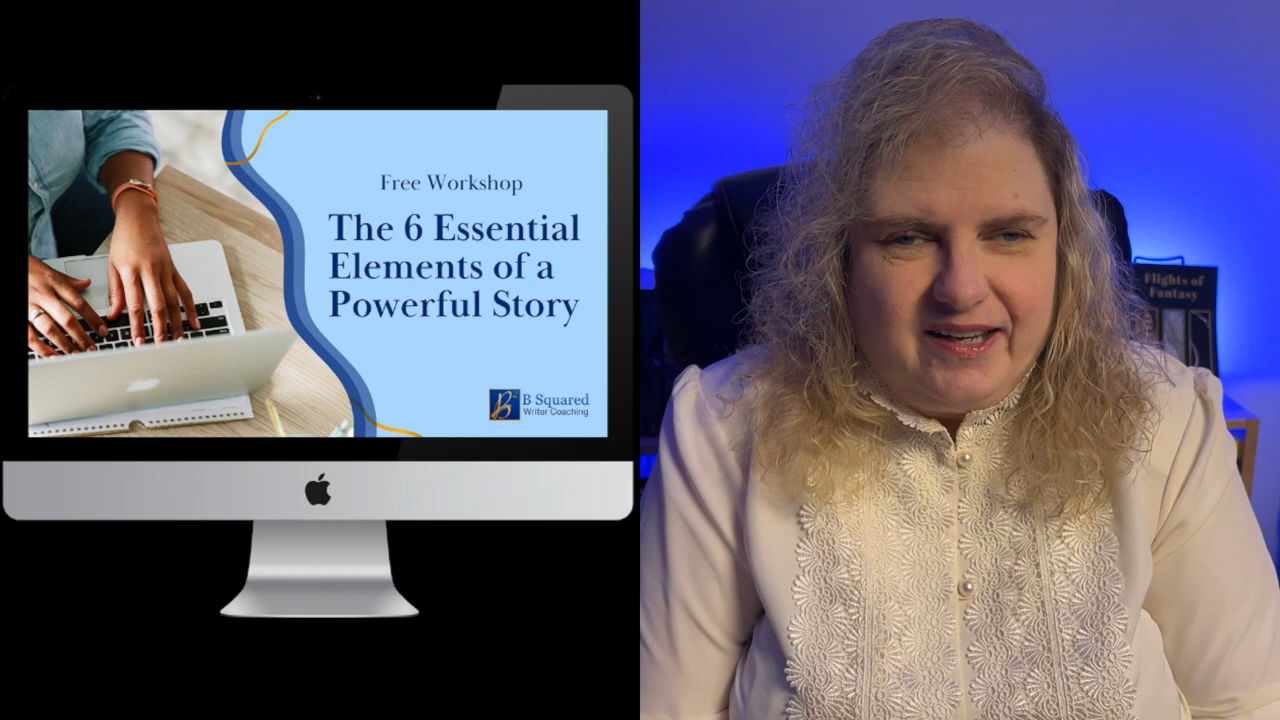 Free Workshop
The 6 Essential
Elements of a
Powerful Story
B Squared
Writer Coaching
Flights of
Fantasy